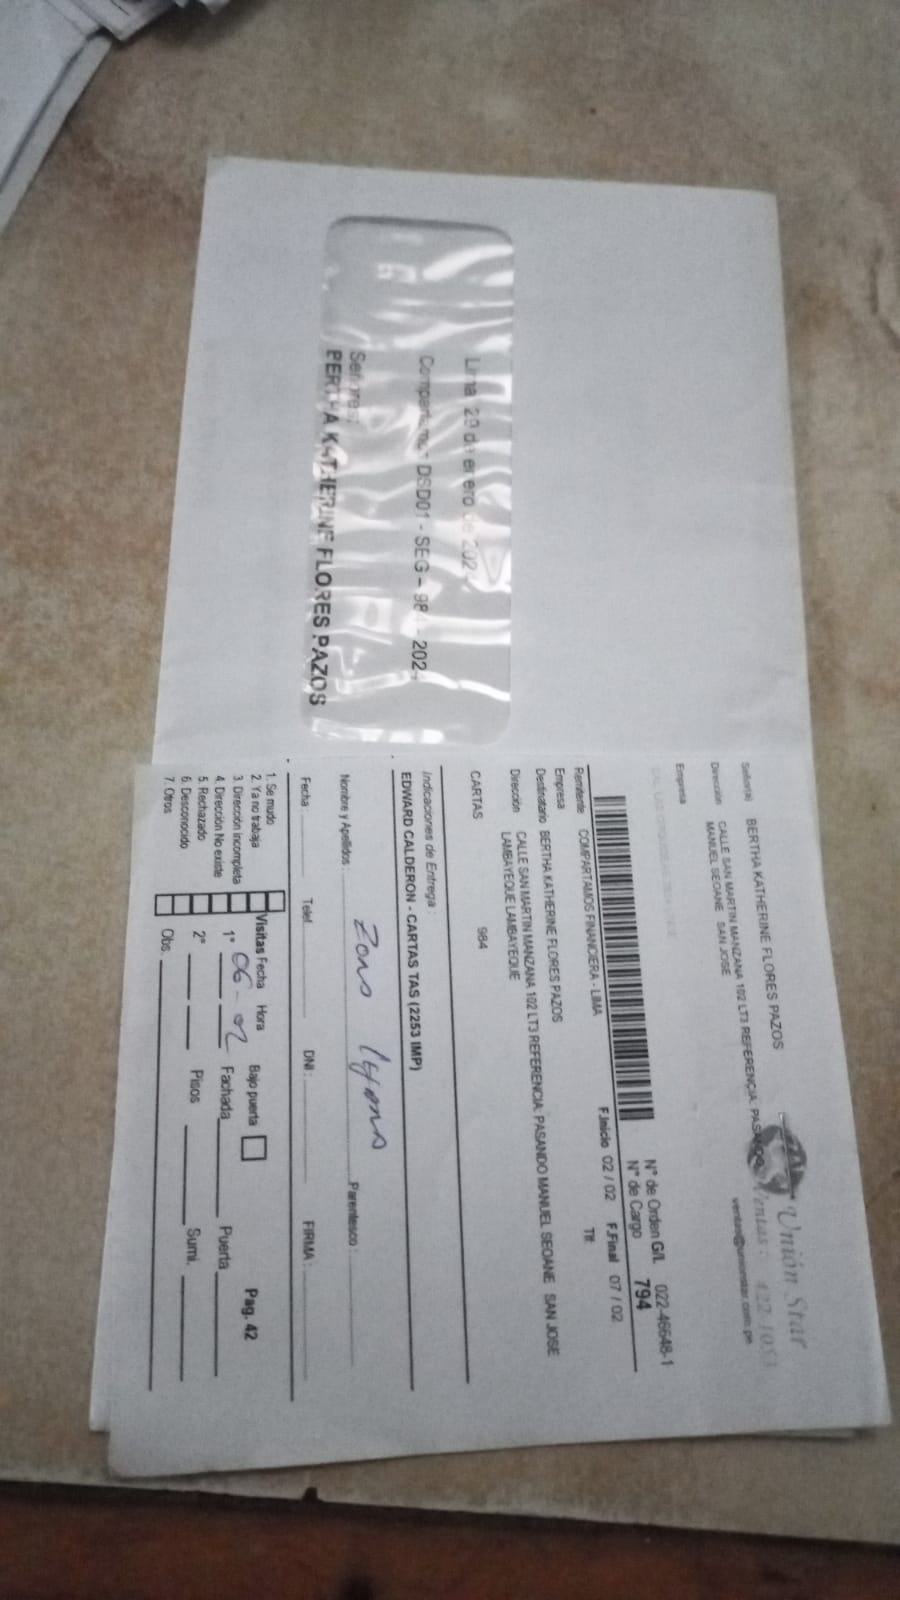 Lima, 29 de enero de 202
Compartamos DSD01 - SEG – 984 - 202
Señores:
BERTHA KATHERINE FLORES PAZOS
Unión Star
Ventas : 422 1053
ventas@unionstar.com.pe
Señor(a) BERTHA KATHERINE FLORES PAZOS
Dirección CALLE SAN MARTIN MANZANA 102 LT3 REFERENCIA: PASANDO
MANUEL SEOANE SAN JOSE
Empresa
N° de Orden G/L 022-46648-1
N° de Cargo 794
F.Inicio 02 / 02 F.Final 07 / 02
Remitente COMPARTAMOS FINANCIERA - LIMA Tlf:
Empresa
Destinatario BERTHA KATHERINE FLORES PAZOS
Dirección CALLE SAN MARTIN MANZANA 102 LT3 REFERENCIA: PASANDO MANUEL SEOANE SAN JOSE
LAMBAYEQUE LAMBAYEQUE
CARTAS 984
Indicaciones de Entrega :
EDWARD CALDERON - CARTAS TAS (2253 IMP)
Nombre y Apellidos : Parentesco :
Fecha : Telef DNI : FIRMA :
1. Se mudo
2. Ya no trabaja
3. Dirección incompleta
4. Dirección No existe
5. Rechazado
6. Desconocido
7. Otros
Visitas Fecha Hora Bajo puerta Pag. 42
1° 06 - 02 Fachada Puerta
2° Pisos Sumi.
Obs.